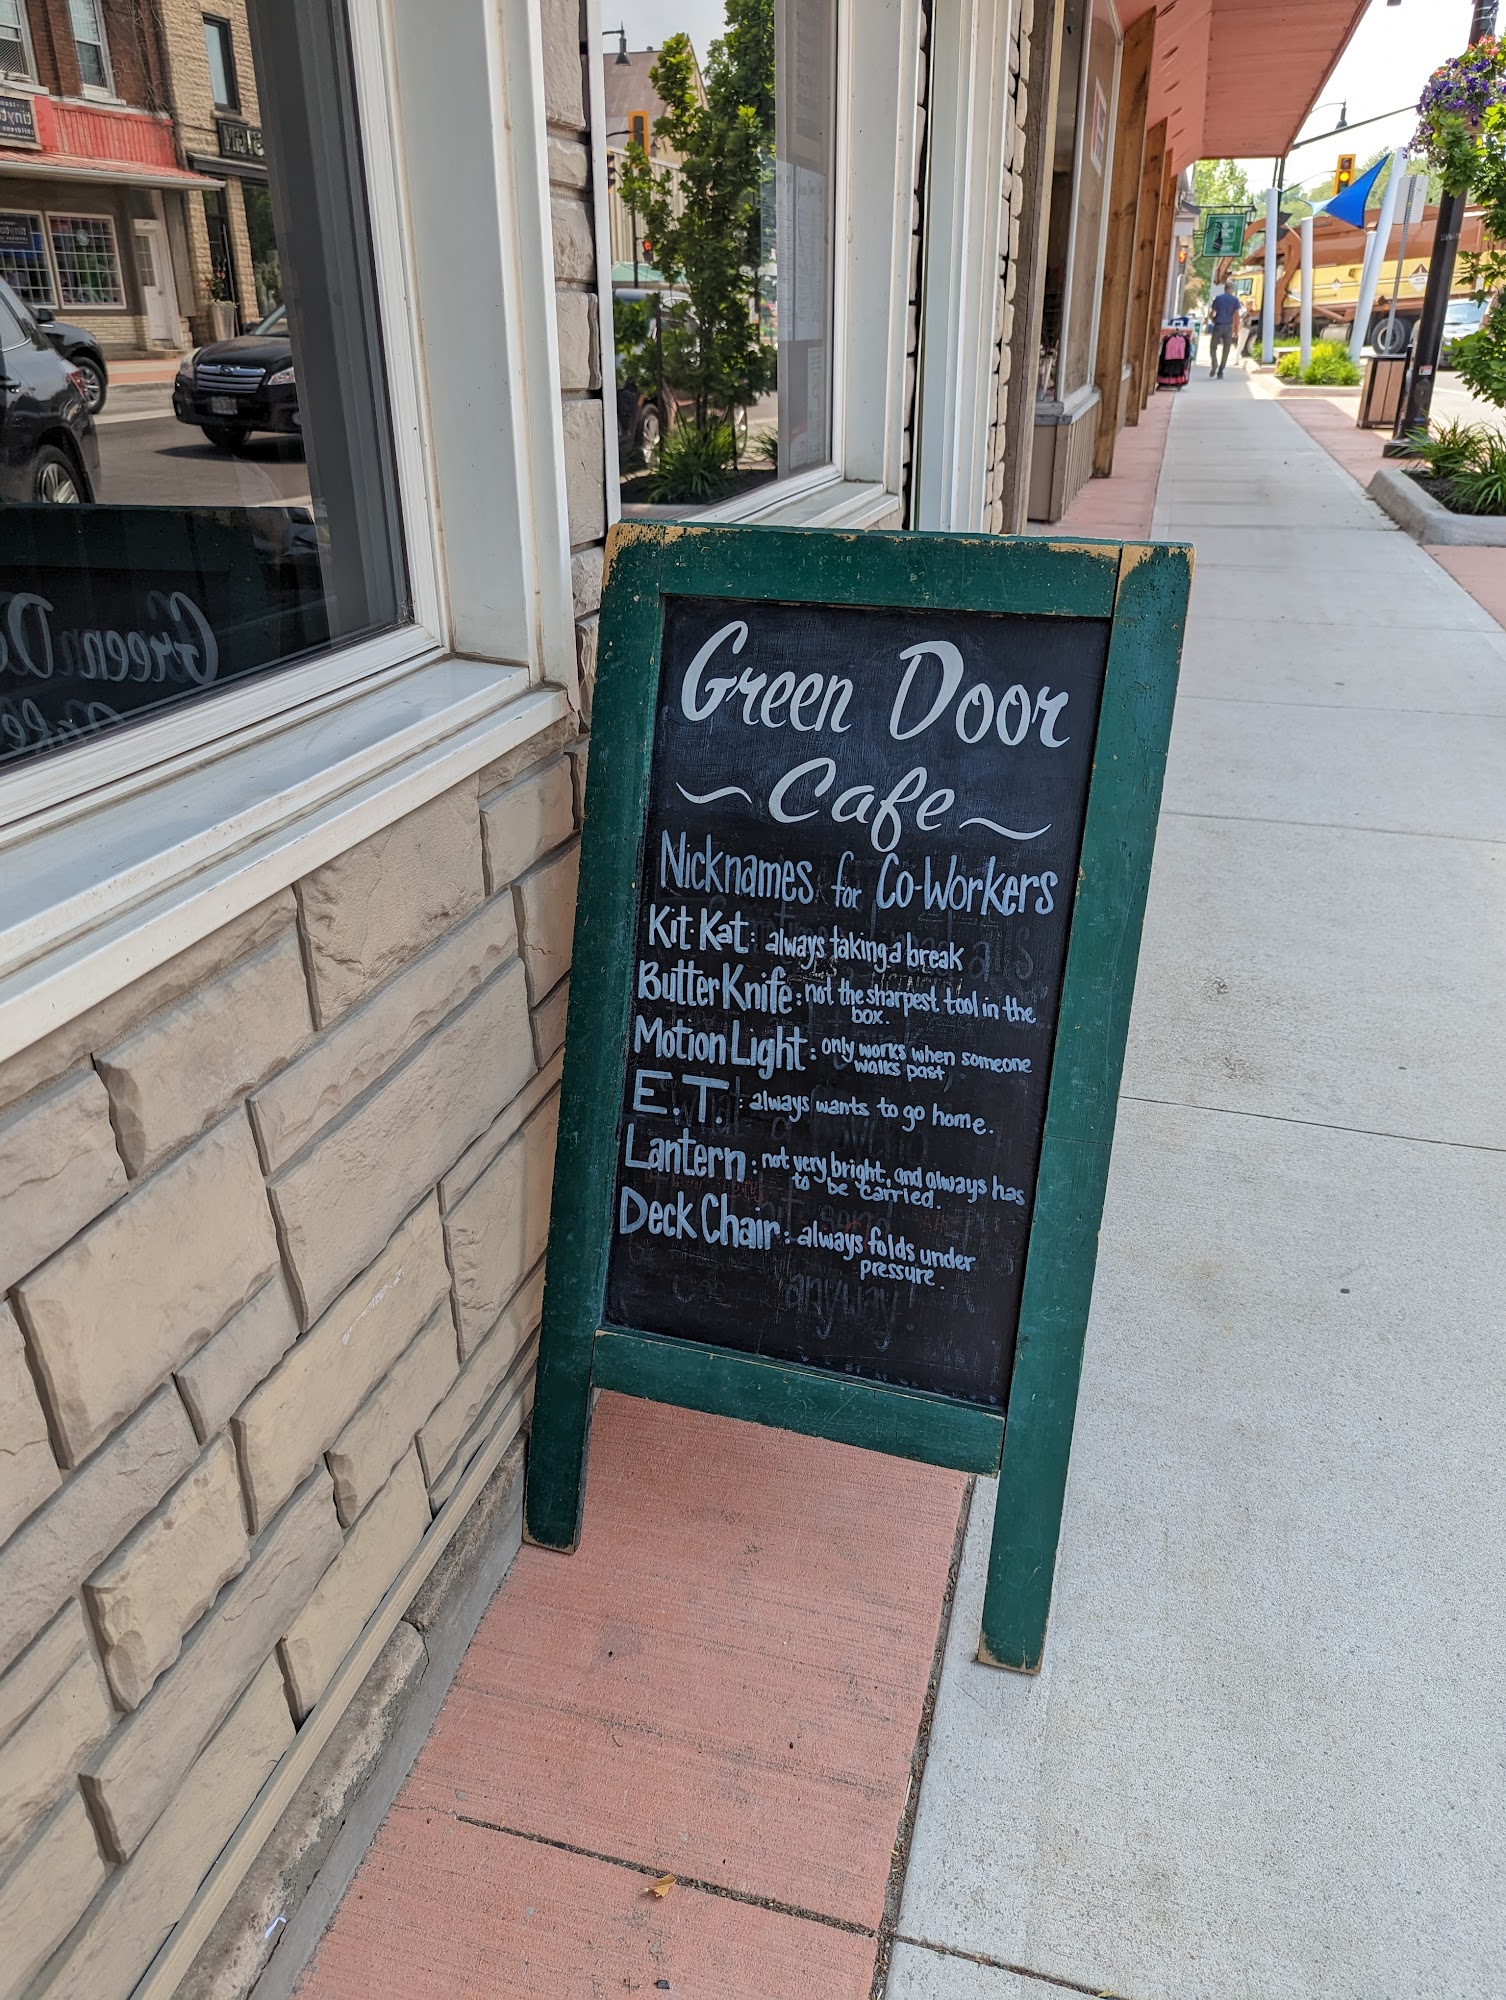 Green Door
~ Cafe ~
Nicknames for Co-Workers
Kit-Kat: always taking a break
Butter Knife: not the sharpest tool in the
box.
Motion Light: only works when someone
walks past
E.T.: always wants to go home.
Lantern: not very bright, and always has
to be carried.
Deck Chair: always folds under
pressure.
anyway!
Green